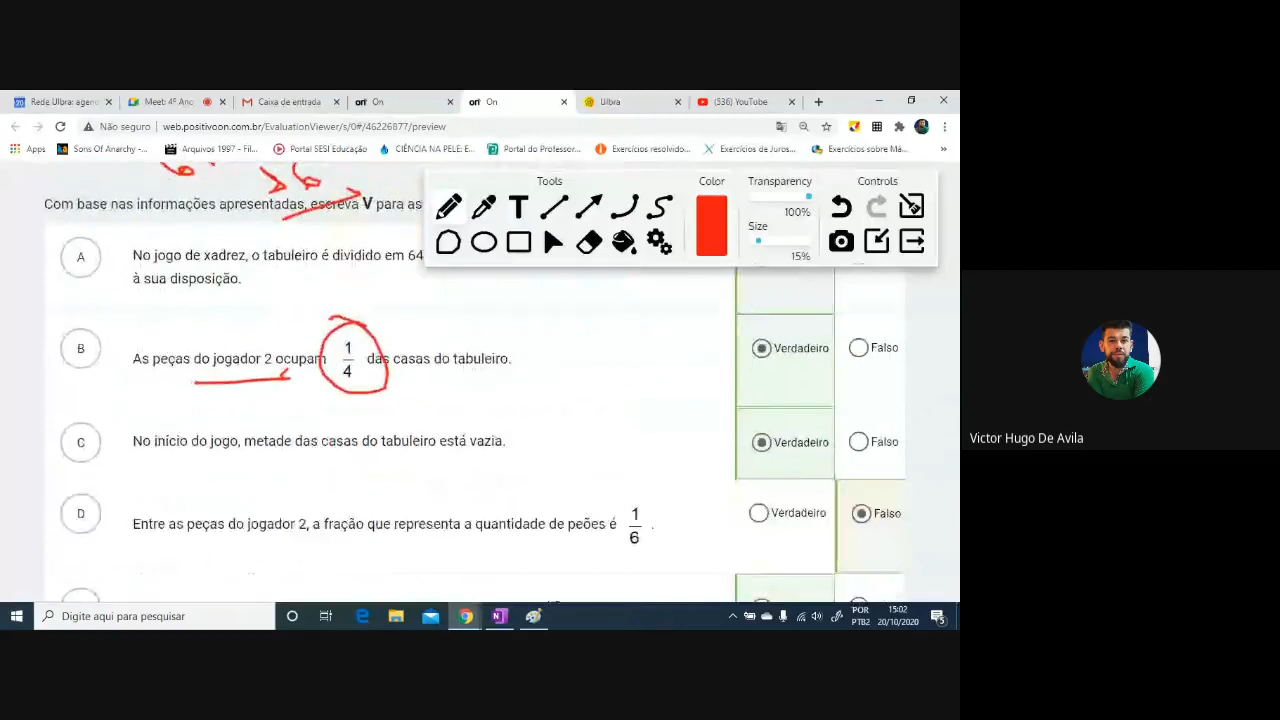 Rede Ulbra: agen
Meet: 4º Ano
Caixa de entrada
On
On
Ulbra
(536) YouTube
Não seguro
web.positivoon.com.br/EvaluationViewer/s/0#/46226877/preview
Apps
Sons Of Anarchy -...
Arquivos 1997 - Fil...
Portal SESI Educação
CIÊNCIA NA PELE: E...
Portal do Professor...
Exercícios resolvido...
Exercícios de Juros...
Exercícios sobre Ma...
Tools
Color
Transparency
Controls
100%
Size
15%
Com base nas informações apresentadas, escreva V para as
A
No jogo de xadrez, o tabuleiro é dividido em 64
à sua disposição.
B
As peças do jogador 2 ocupam 1/4 das casas do tabuleiro.
Verdadeiro
Falso
C
No início do jogo, metade das casas do tabuleiro está vazia.
Verdadeiro
Falso
D
Entre as peças do jogador 2, a fração que representa a quantidade de peões é 1/6 .
Verdadeiro
Falso
Victor Hugo De Avila
Digite aqui para pesquisar
POR
PTB2
15:02
20/10/2020
5